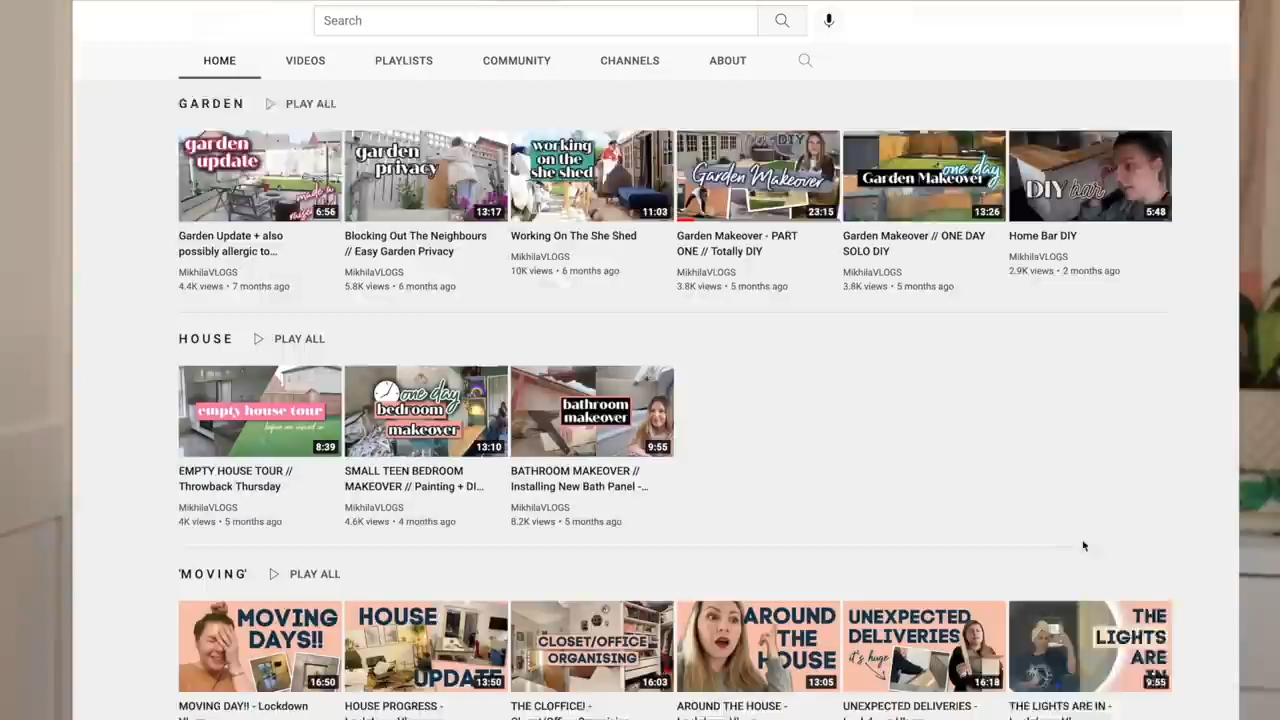 Search
HOME VIDEOS PLAYLISTS COMMUNITY CHANNELS ABOUT
GARDEN PLAY ALL
garden
update
made a
6:56
garden
privacy
13:17
working
on the
she shed
11:03
DIY
Garden Makeover
23:15
one day
Garden Makeover
13:26
DIY bar
5:48
Garden Update + also
possibly allergic to...
MikhilaVLOGS
4.4K views • 7 months ago
Blocking Out The Neighbours
// Easy Garden Privacy
MikhilaVLOGS
5.8K views • 6 months ago
Working On The She Shed
MikhilaVLOGS
10K views • 6 months ago
Garden Makeover - PART
ONE // Totally DIY
MikhilaVLOGS
3.8K views • 5 months ago
Garden Makeover // ONE DAY
SOLO DIY
MikhilaVLOGS
3.8K views • 5 months ago
Home Bar DIY
MikhilaVLOGS
2.9K views • 2 months ago
HOUSE PLAY ALL
empty house tour
before we moved in
8:39
one day
bedroom
makeover
13:10
bathroom
makeover
9:55
EMPTY HOUSE TOUR //
Throwback Thursday
MikhilaVLOGS
4K views • 5 months ago
SMALL TEEN BEDROOM
MAKEOVER // Painting + DI...
MikhilaVLOGS
4.6K views • 4 months ago
BATHROOM MAKEOVER //
Installing New Bath Panel -...
MikhilaVLOGS
8.2K views • 5 months ago
'MOVING' PLAY ALL
MOVING
DAYS!!
16:50
HOUSE
UPDATE
13:50
CLOSET/OFFICE
ORGANISING
16:03
AROUND
THE
HOUSE
13:05
UNEXPECTED
DELIVERIES
it's huge
16:18
THE
LIGHTS
ARE
9:55
MOVING DAY!! - Lockdown
HOUSE PROGRESS -
THE CLOFFICE! -
AROUND THE HOUSE -
UNEXPECTED DELIVERIES -
THE LIGHTS ARE IN -